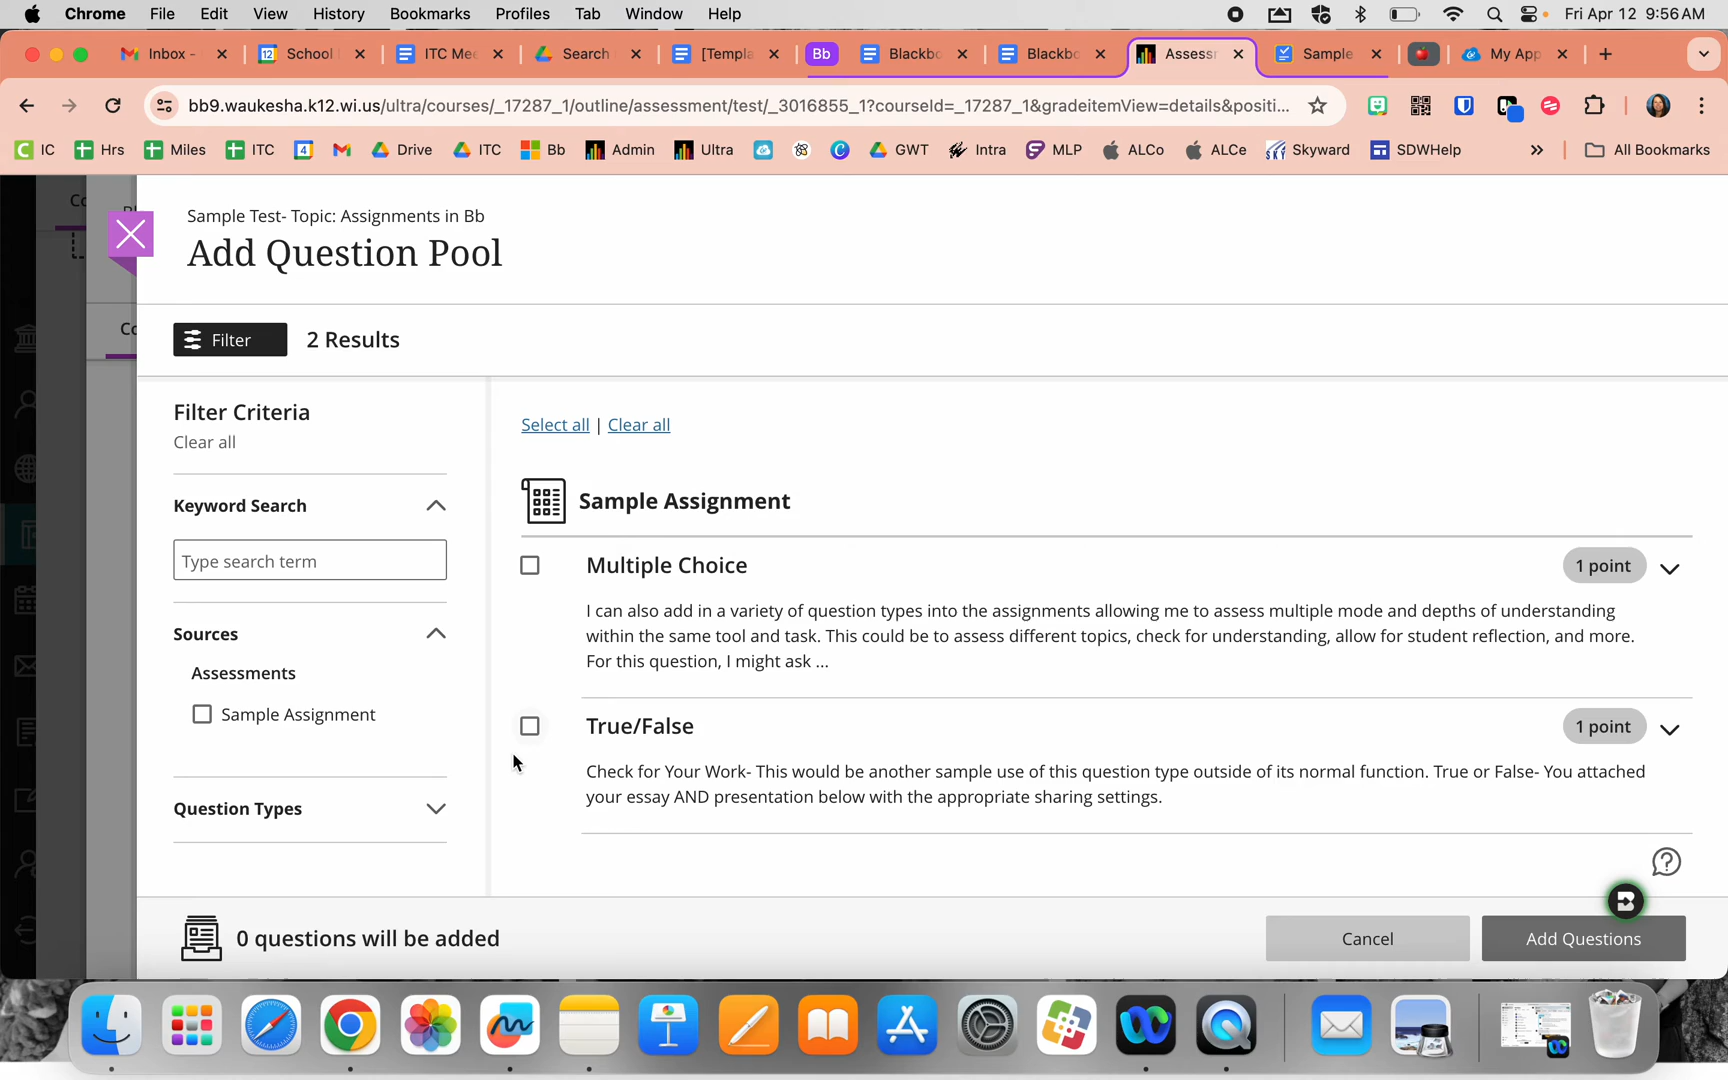 Chrome File Edit View History Bookmarks Profiles Tab Window Help Fri Apr 12 9:56 AM
Inbox - School ITC Mee Search [Templa Bb Blackbo Blackbo Assessm Sample My App
bb9.waukesha.k12.wi.us/ultra/courses/_17287_1/outline/assessment/test/_3016855_1?courseId=_17287_1&gradeitemView=details&positi...
IC Hrs Miles ITC Drive ITC Bb Admin Ultra GWT Intra MLP ALCo ALCe Skyward SDWHelp » All Bookmarks
Sample Test- Topic: Assignments in Bb
Add Question Pool
Filter 2 Results
Filter Criteria
Clear all
Keyword Search
Type search term
Sources
Assessments
Sample Assignment
Question Types
Select all | Clear all
Sample Assignment
Multiple Choice 1 point
I can also add in a variety of question types into the assignments allowing me to assess multiple mode and depths of understanding
within the same tool and task. This could be to assess different topics, check for understanding, allow for student reflection, and more.
For this question, I might ask ...
True/False 1 point
Check for Your Work- This would be another sample use of this question type outside of its normal function. True or False- You attached
your essay AND presentation below with the appropriate sharing settings.
0 questions will be added
Cancel Add Questions